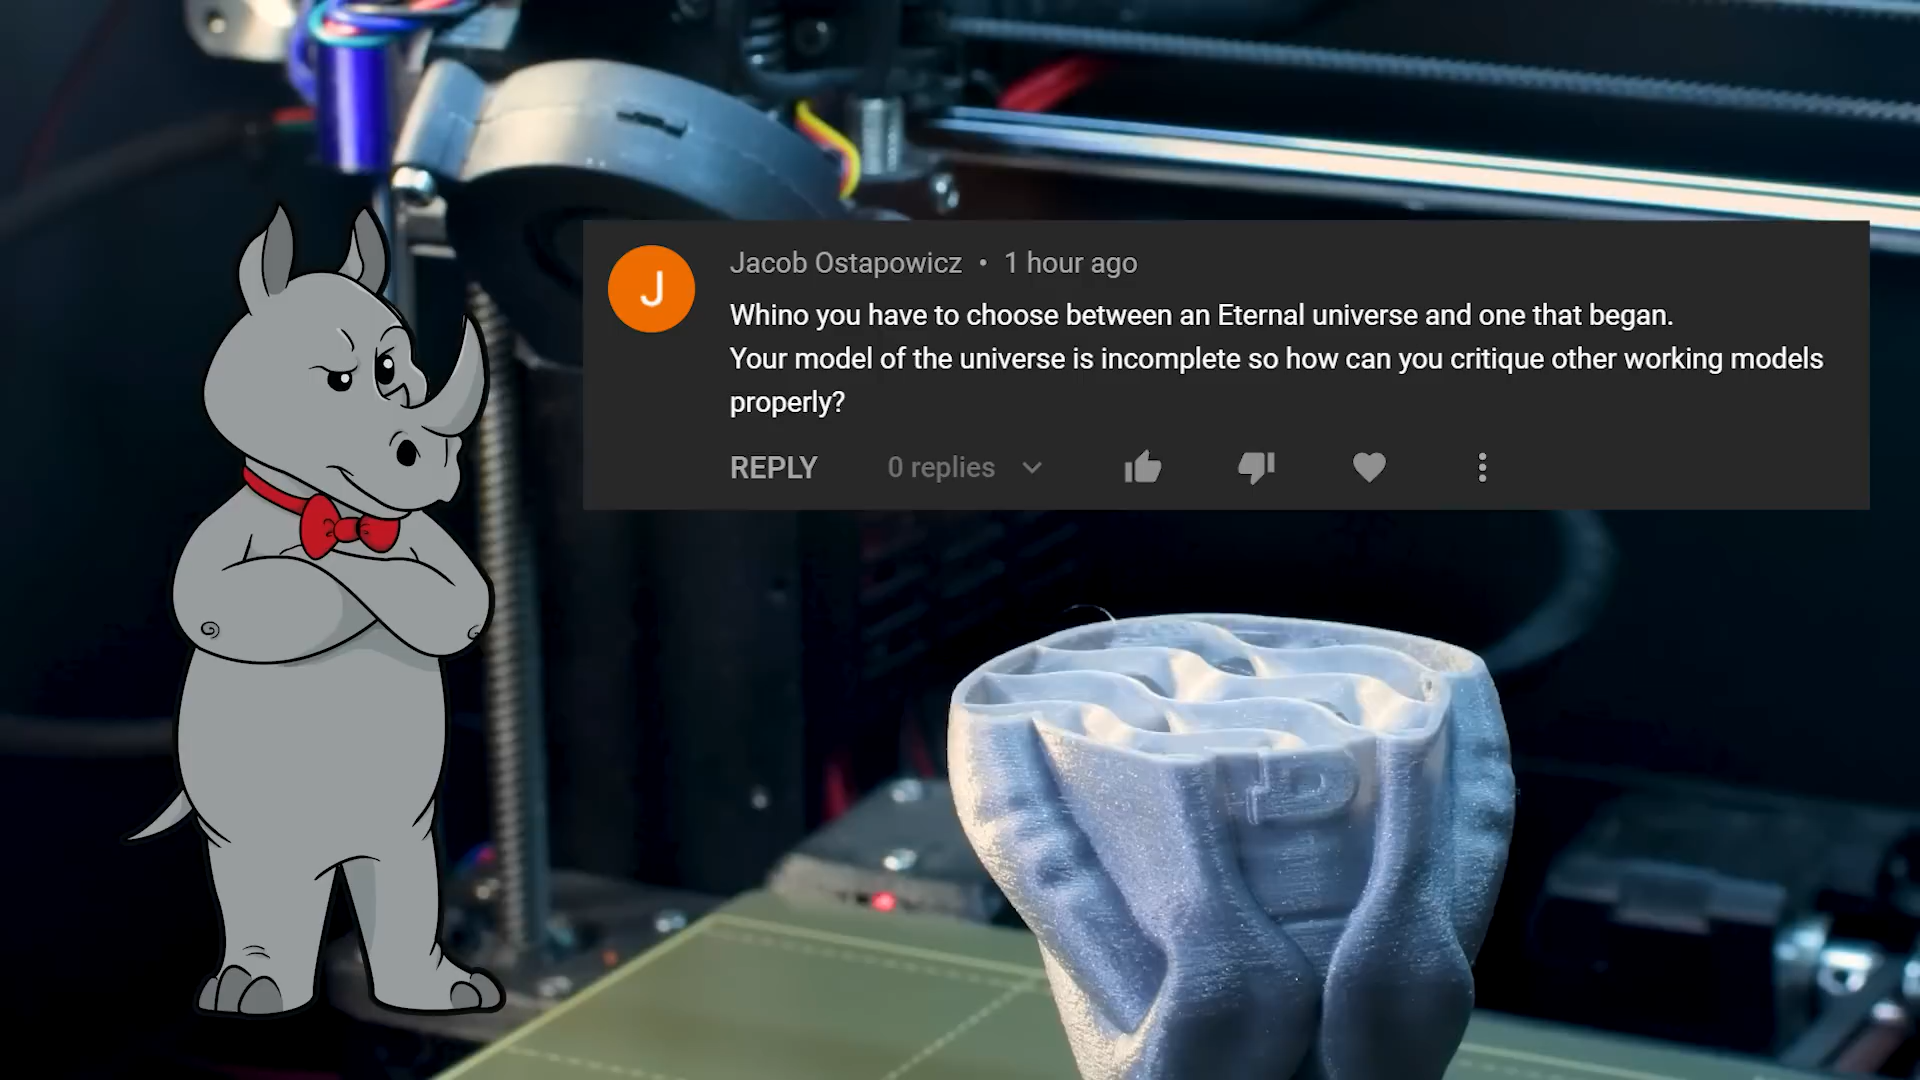 J
Jacob Ostapowicz • 1 hour ago
Whino you have to choose between an Eternal universe and one that began.
Your model of the universe is incomplete so how can you critique other working models
properly?
REPLY 0 replies